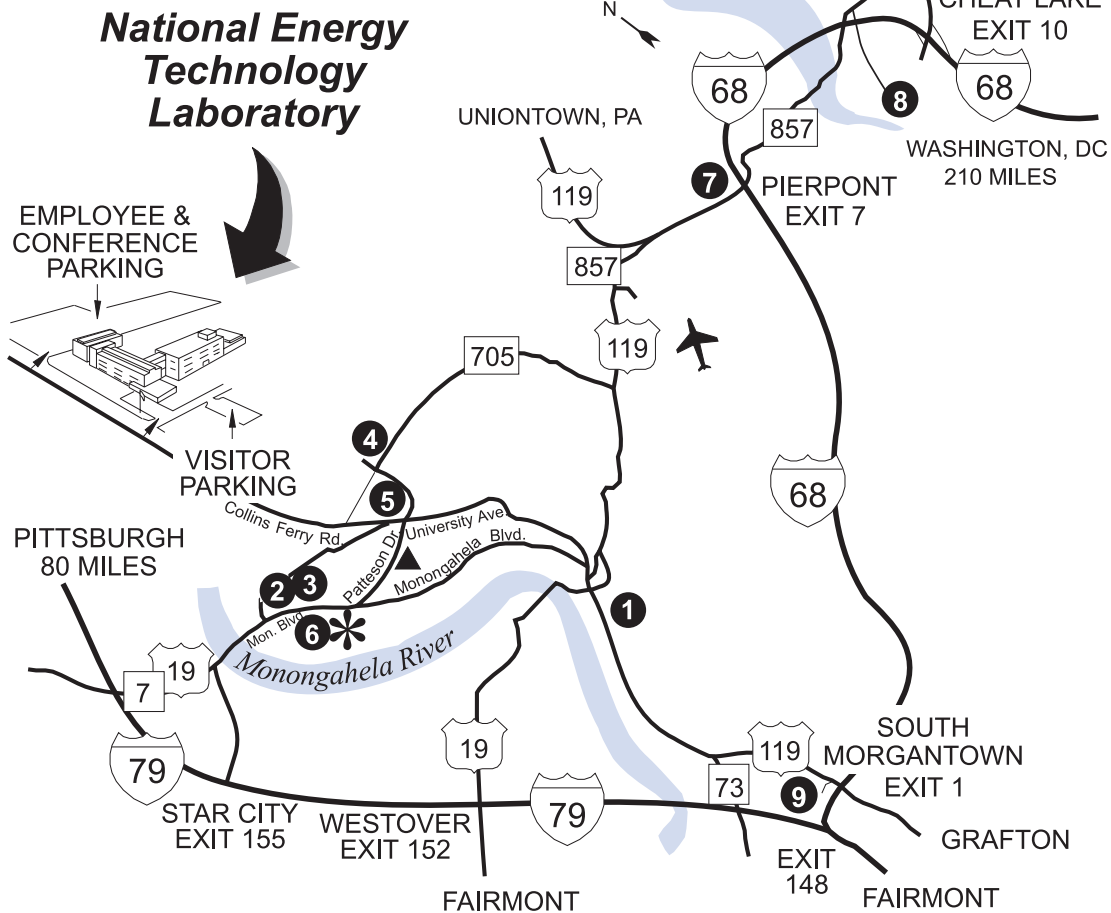 National Energy
Technology
Laboratory
N
CHEAT LAKE
EXIT 10
68
68
8
857
UNIONTOWN, PA
WASHINGTON, DC
210 MILES
7
PIERPONT
EXIT 7
119
EMPLOYEE &
CONFERENCE
PARKING
857
119
705
4
VISITOR
PARKING
5
68
Collins Ferry Rd.
University Ave.
Patteson Dr.
Monongahela Blvd.
PITTSBURGH
80 MILES
2
3
1
Mon. Blvd.
6
Monongahela River
19
7
19
119
SOUTH
MORGANTOWN
EXIT 1
79
73
9
STAR CITY
EXIT 155
WESTOVER
EXIT 152
79
GRAFTON
EXIT
148
FAIRMONT
FAIRMONT